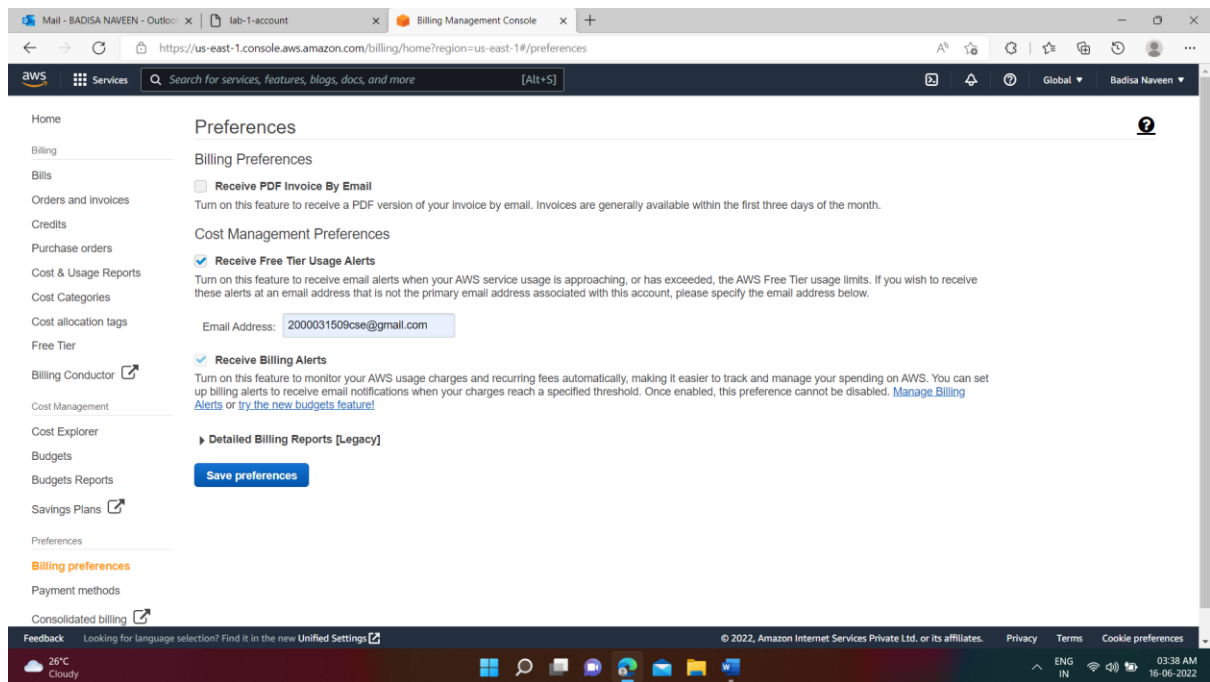 Mail - BADISA NAVEEN - Outloo
lab-1-account
Billing Management Console
https://us-east-1.console.aws.amazon.com/billing/home?region=us-east-1#/preferences
aws
Services
Search for services, features, blogs, docs, and more
[Alt+S]
Global
Badisa Naveen
Home
Billing
Bills
Orders and invoices
Credits
Purchase orders
Cost & Usage Reports
Cost Categories
Cost allocation tags
Free Tier
Billing Conductor
Cost Management
Cost Explorer
Budgets
Budgets Reports
Savings Plans
Preferences
Billing preferences
Payment methods
Consolidated billing
Preferences
Billing Preferences
Receive PDF Invoice By Email
Turn on this feature to receive a PDF version of your invoice by email. Invoices are generally available within the first three days of the month.
Cost Management Preferences
Receive Free Tier Usage Alerts
Turn on this feature to receive email alerts when your AWS service usage is approaching, or has exceeded, the AWS Free Tier usage limits. If you wish to receive
these alerts at an email address that is not the primary email address associated with this account, please specify the email address below.
Email Address: 2000031509cse@gmail.com
Receive Billing Alerts
Turn on this feature to monitor your AWS usage charges and recurring fees automatically, making it easier to track and manage your spending on AWS. You can set
up billing alerts to receive email notifications when your charges reach a specified threshold. Once enabled, this preference cannot be disabled. Manage Billing
Alerts or try the new budgets feature!
Detailed Billing Reports [Legacy]
Save preferences
Feedback
Looking for language selection? Find it in the new Unified Settings
© 2022, Amazon Internet Services Private Ltd. or its affiliates.
Privacy
Terms
Cookie preferences
26°C
Cloudy
ENG
IN
03:38 AM
16-06-2022